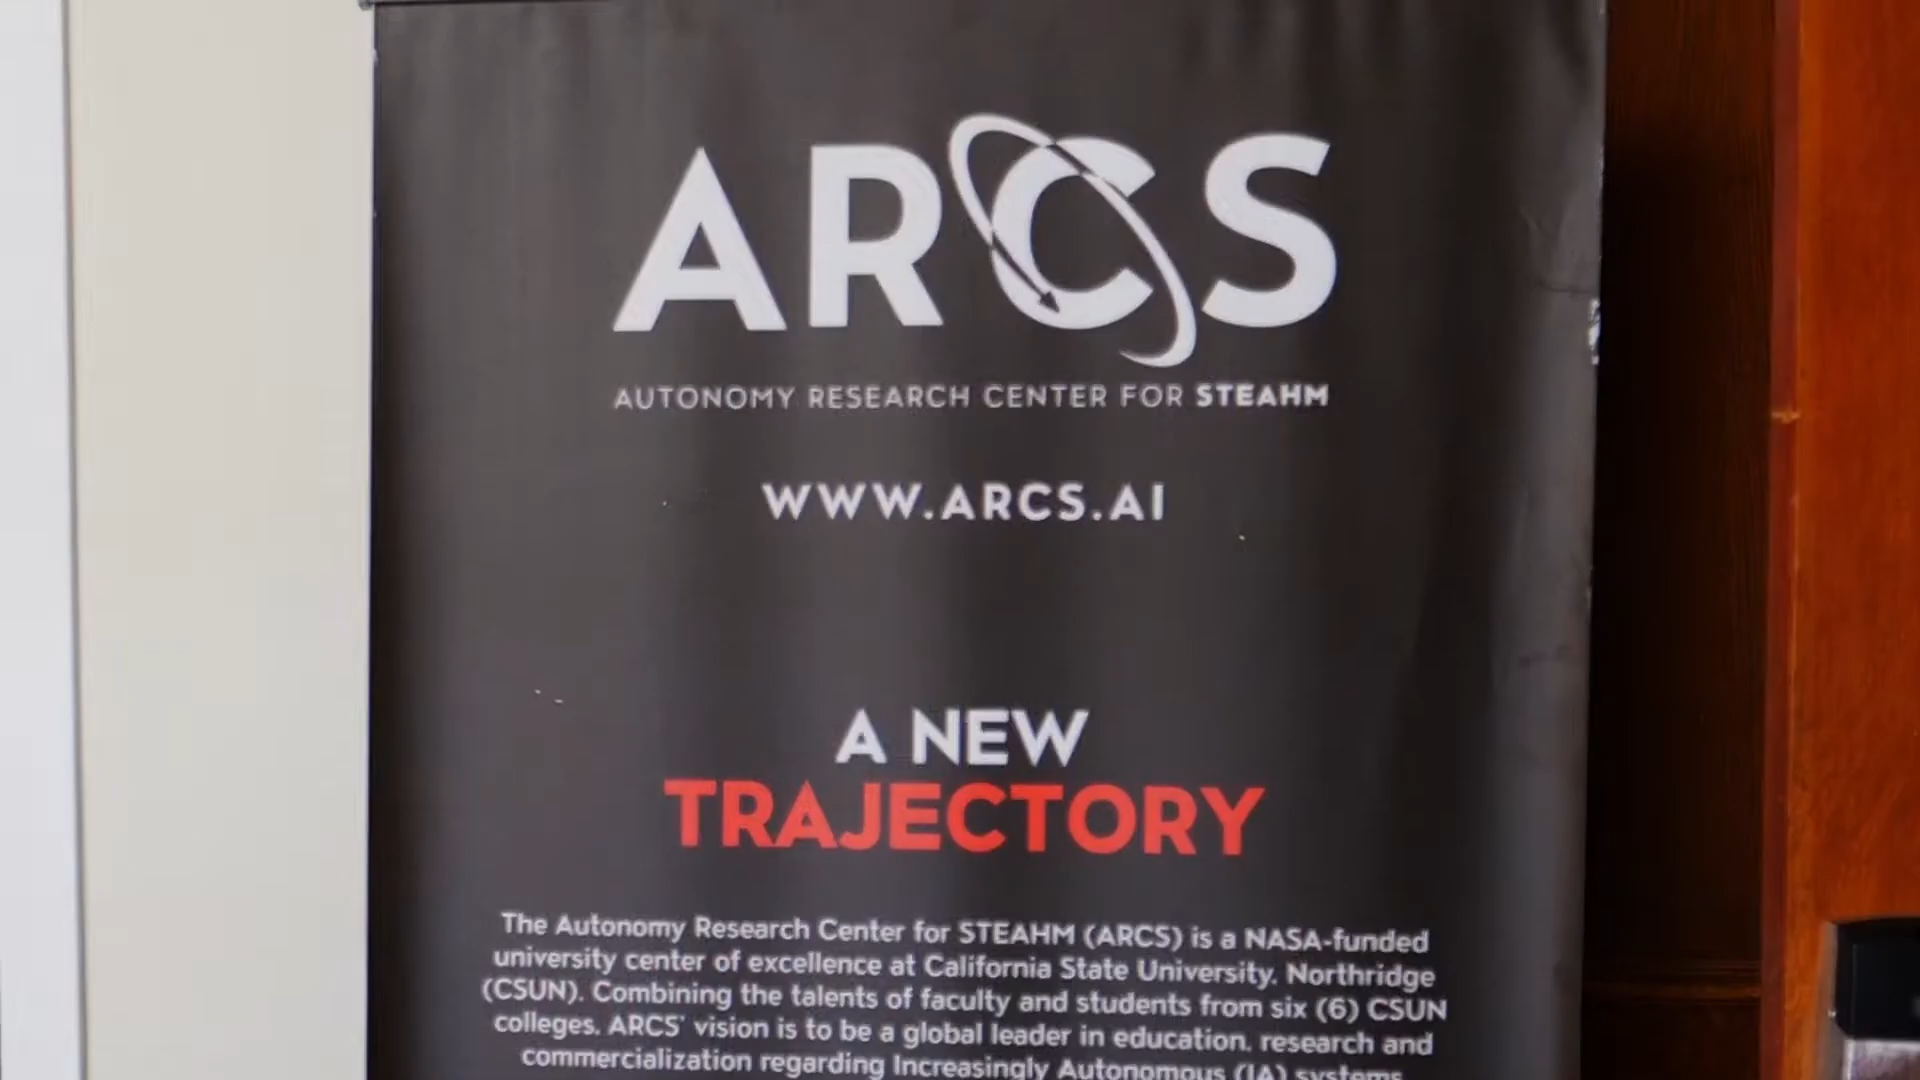 ARCS
AUTONOMY RESEARCH CENTER FOR STEAHM
WWW.ARCS.AI
A NEW
TRAJECTORY
The Autonomy Research Center for STEAHM (ARCS) is a NASA-funded
university center of excellence at California State University, Northridge
(CSUN). Combining the talents of faculty and students from six (6) CSUN
colleges, ARCS' vision is to be a global leader in education, research and
commercialization regarding Increasingly Autonomous (IA) systems